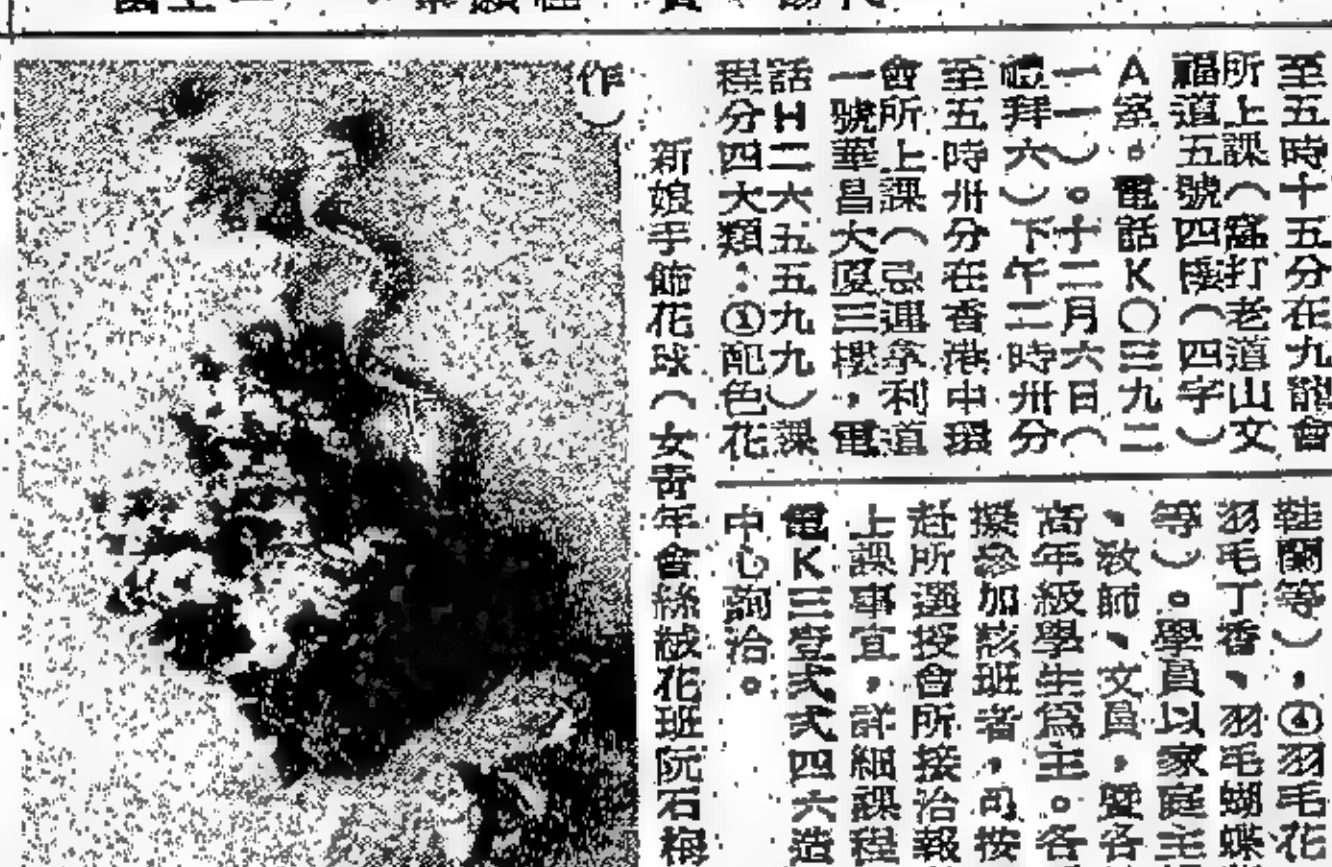 至五時十五分在九龍會
所上課（窩打老道山文
福道五號四樓（四字）
A座。電話K〇三九二
一一）。十二月六日（
禮拜六）下午二時卅分
至五時卅分在香港中環
會所上課（忌連拿利道
一號華昌大廈三樓，電
話H二六五五九九）課
程分四大類：①配色花
鞋蘭等），④羽毛花
羽毛丁香、羽毛蝴蝶
等）。學員以家庭主
、教師、文員，暨各
高年級學生爲主。各
擬參加該班者，可按
赴所選授會所接洽報
上課事宜，詳細課程
電K三壹弍弍四六造
中心詢洽。
新娘手飾花球（女青年會絲絨花班阮石梅
作）